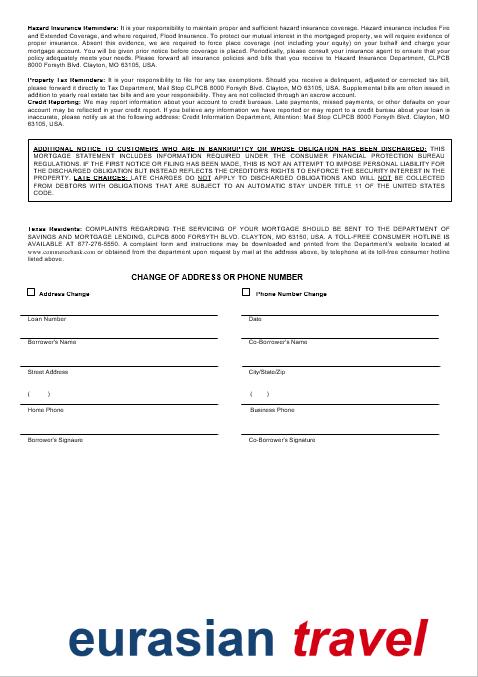 Hazard Insurance Reminders: It is your responsibility to maintain proper and sufficient hazard insurance coverage. Hazard insurance includes Fire
and Extended Coverage, and where required, Flood Insurance. To protect our mutual interest in the mortgaged property, we will require evidence of
proper insurance. Absent this evidence, we are required to force place coverage (not including your equity) on your behalf and charge your
mortgage account. You will be given prior notice before coverage is placed. Periodically, please consult your insurance agent to ensure that your
policy adequately meets your needs. Please forward all insurance policies and bills that you receive to Hazard Insurance Department, CLPCB
8000 Forsyth Blvd. Clayton, MO 63105, USA.
Property Tax Reminders: It is your responsibility to file for any tax exemptions. Should you receive a delinquent, adjusted or corrected tax bill,
please forward it directly to Tax Department, Mail Stop CLPCB 8000 Forsyth Blvd. Clayton, MO 63105, USA. Supplemental bills are often issued in
addition to yearly real estate tax bills and are your responsibility. They are not collected through an escrow account.
Credit Reporting: We may report information about your account to credit bureaus. Late payments, missed payments, or other defaults on your
account may be reflected in your credit report. If you believe any information we have reported or may report to a credit bureau about your loan is
inaccurate, please notify us at the following address: Credit Information Department, Attention: Mail Stop CLPCB 8000 Forsyth Blvd. Clayton, MO
63105, USA.
ADDITIONAL NOTICE TO CUSTOMERS WHO ARE IN BANKRUPTCY OR WHOSE OBLIGATION HAS BEEN DISCHARGED: THIS
MORTGAGE STATEMENT INCLUDES INFORMATION REQUIRED UNDER THE CONSUMER FINANCIAL PROTECTION BUREAU
REGULATIONS. IF THE FIRST NOTICE OR FILING HAS BEEN MADE, THIS IS NOT AN ATTEMPT TO IMPOSE PERSONAL LIABILITY FOR
THE DISCHARGED OBLIGATION BUT INSTEAD REFLECTS THE CREDITOR'S RIGHTS TO ENFORCE THE SECURITY INTEREST IN THE
PROPERTY. LATE CHARGES: LATE CHARGES DO NOT APPLY TO DISCHARGED OBLIGATIONS AND WILL NOT BE COLLECTED
FROM DEBTORS WITH OBLIGATIONS THAT ARE SUBJECT TO AN AUTOMATIC STAY UNDER TITLE 11 OF THE UNITED STATES
CODE.
Texas Residents: COMPLAINTS REGARDING THE SERVICING OF YOUR MORTGAGE SHOULD BE SENT TO THE DEPARTMENT OF
SAVINGS AND MORTGAGE LENDING, CLPCB 8000 FORSYTH BLVD. CLAYTON, MO 63150, USA. A TOLL-FREE CONSUMER HOTLINE IS
AVAILABLE AT 877-276-5550. A complaint form and instructions may be downloaded and printed from the Department's website located at
www.commercebank.com or obtained from the department upon request by mail at the address above, by telephone at its toll-free consumer hotline
listed above.
CHANGE OF ADDRESS OR PHONE NUMBER
Address Change Phone Number Change
Loan Number Date
Borrower's Name Co-Borrower's Name
Street Address City/State/Zip
( ) ( )
Home Phone Business Phone
Borrower's Signaure Co-Borrower's Signature
eurasian travel